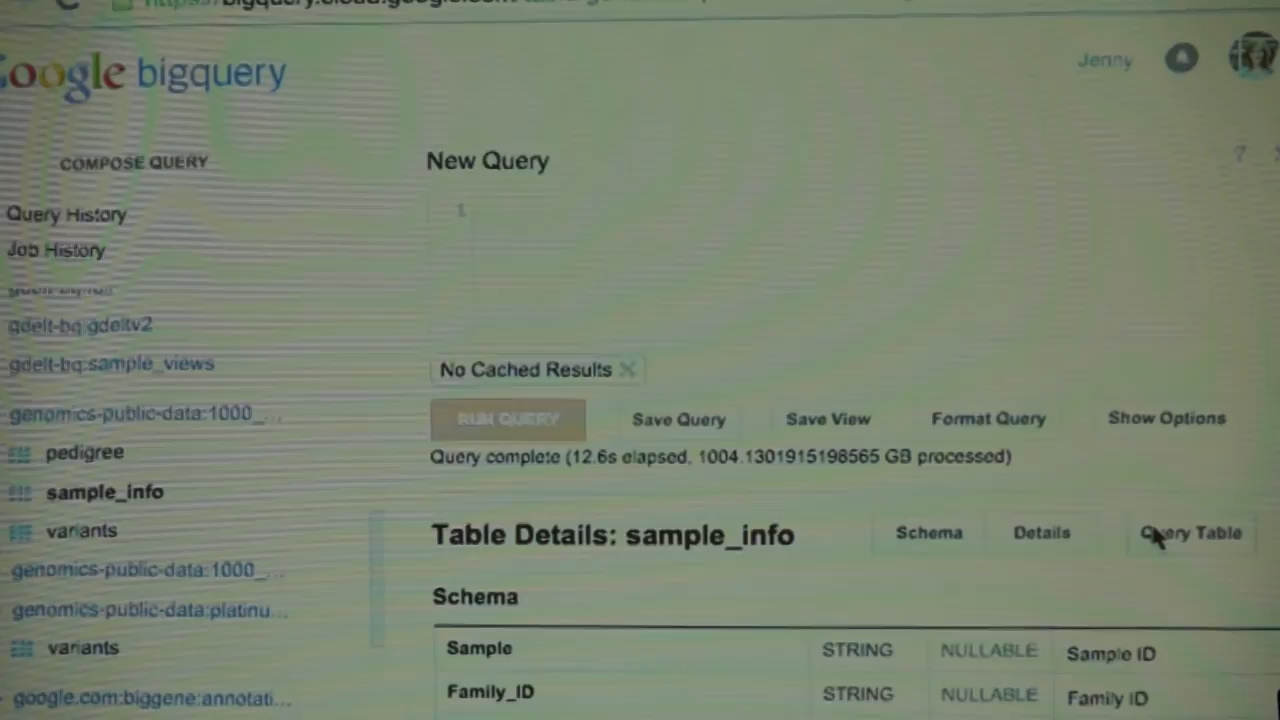 Google bigquery
Jenny
COMPOSE QUERY
Query History
Job History
gdelt-bq:gdeltv2
gdelt-bq:sample_views
genomics-public-data:1000_...
pedigree
sample_info
variants
genomics-public-data:1000_...
genomics-public-data:platinu...
variants
google.com:biggene:annotati...
New Query
?
1
No Cached Results X
RUN QUERY
Save Query
Save View
Format Query
Show Options
Query complete (12.6s elapsed, 1004.1301915198565 GB processed)
Table Details: sample_info
Schema
Details
Query Table
Schema
Sample STRING NULLABLE Sample ID
Family_ID STRING NULLABLE Family ID